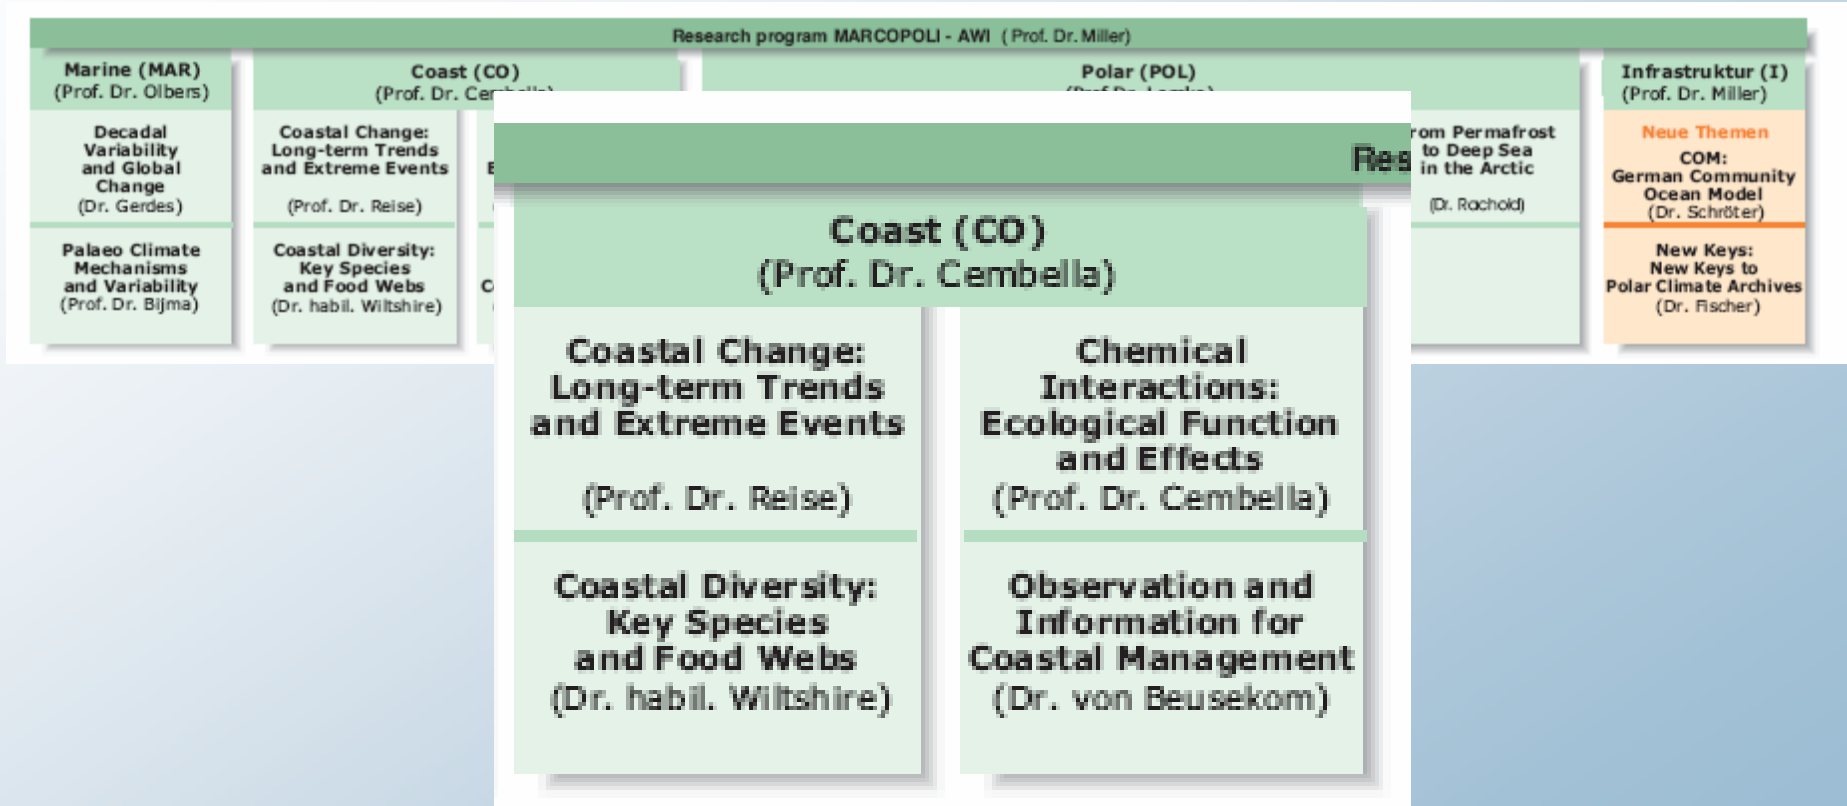 Research program MARCOPOLI - AWI ( Prof. Dr. Miller)
Marine (MAR)
(Prof. Dr. Olbers)
Decadal
Variability
and Global
Change
(Dr. Gerdes)
Palaeo Climate
Mechanisms
and Variability
(Prof. Dr. Bijma)
Coast (CO)
(Prof. Dr. Cembella)
Coastal Change:
Long-term Trends
and Extreme Events
(Prof. Dr. Reise)
Coastal Diversity:
Key Species
and Food Webs
(Dr. habil. Wiltshire)
Polar (POL)
rom Permafrost
to Deep Sea
in the Arctic
(Dr. Rachold)
Infrastruktur (I)
(Prof. Dr. Miller)
Neue Themen
COM:
German Community
Ocean Model
(Dr. Schröter)
New Keys:
New Keys to
Polar Climate Archives
(Dr. Fischer)
Res
Coast (CO)
(Prof. Dr. Cembella)
Coastal Change:
Long-term Trends
and Extreme Events
(Prof. Dr. Reise)
Coastal Diversity:
Key Species
and Food Webs
(Dr. habil. Wiltshire)
Chemical
Interactions:
Ecological Function
and Effects
(Prof. Dr. Cembella)
Observation and
Information for
Coastal Management
(Dr. von Beusekom)